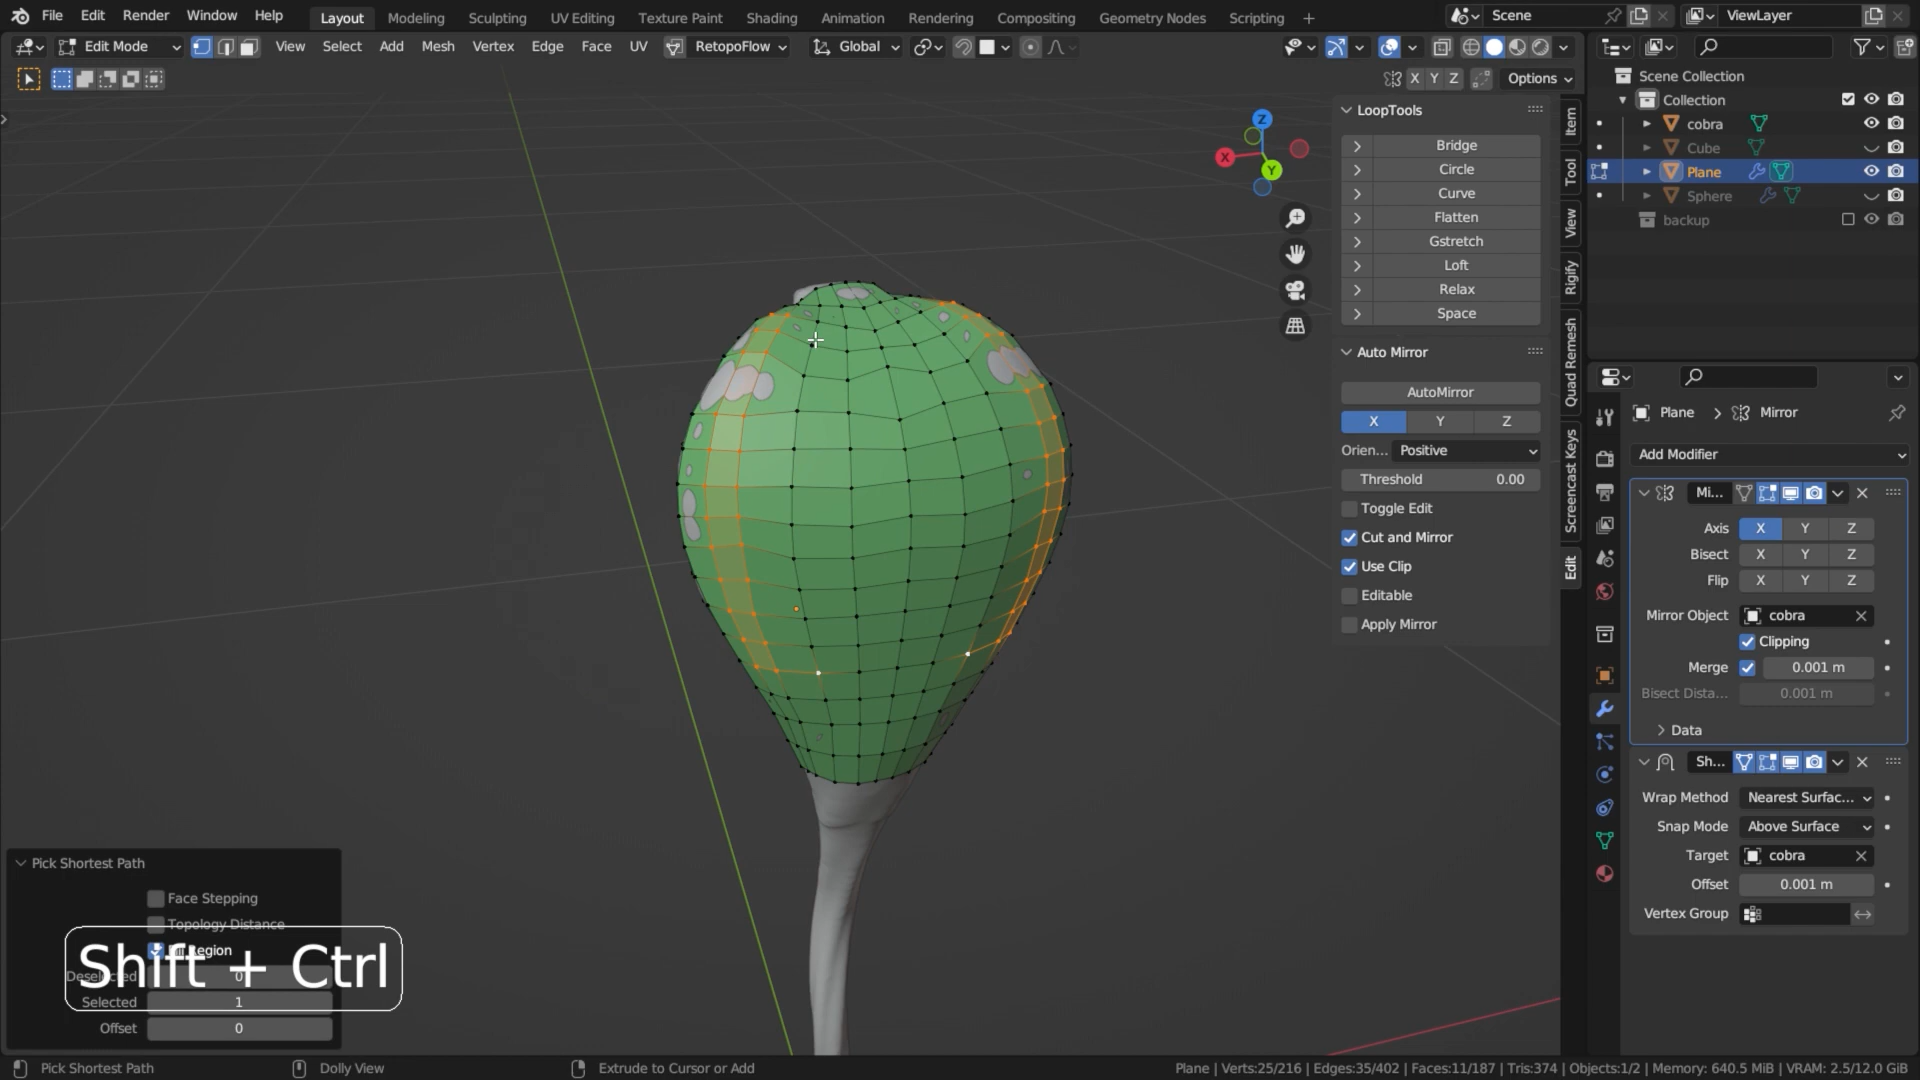 File Edit Render Window Help Layout Modeling Sculpting UV Editing Texture Paint Shading Animation Rendering Compositing Geometry Nodes Scripting + Scene ViewLayer
Edit Mode View Select Add Mesh Vertex Edge Face UV RetopoFlow Global
X Y Z Options
LoopTools
Bridge
Circle
Curve
Flatten
Gstretch
Loft
Relax
Space
Auto Mirror
AutoMirror
X Y Z
Orien... Positive
Threshold 0.00
Toggle Edit
Cut and Mirror
Use Clip
Editable
Apply Mirror
Z
X
Y
Item
Tool
View
Rigify
Quad Remesh
Screencast Keys
Edit
Scene Collection
Collection
cobra
Cube
Plane
Sphere
backup
Plane > Mirror
Add Modifier
Mi...
Axis X Y Z
Bisect X Y Z
Flip X Y Z
Mirror Object cobra
Clipping
Merge 0.001 m
Bisect Dista... 0.001 m
Data
Sh...
Wrap Method Nearest Surfac...
Snap Mode Above Surface
Target cobra
Offset 0.001 m
Vertex Group
Pick Shortest Path
Face Stepping
Topology Distance
Shift + Ctrl
Selected 1
Offset 0
Pick Shortest Path Dolly View Extrude to Cursor or Add Plane | Verts:25/216 | Edges:35/402 | Faces:11/187 | Tris:374 | Objects:1/2 | Memory: 640.5 MiB | VRAM: 2.5/12.0 GiB